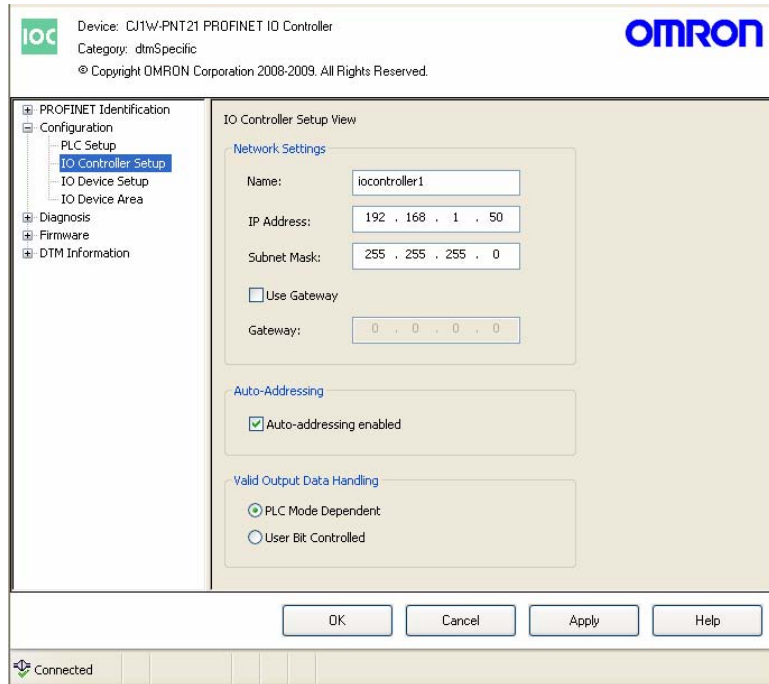 IOC
Device: CJ1W-PNT21 PROFINET IO Controller
Category: dtmSpecific
© Copyright OMRON Corporation 2008-2009. All Rights Reserved.
OMRON
PROFINET Identification
Configuration
PLC Setup
IO Controller Setup
IO Device Setup
IO Device Area
Diagnosis
Firmware
DTM Information
IO Controller Setup View
Network Settings
Name: iocontroller1
IP Address: 192 . 168 . 1 . 50
Subnet Mask: 255 . 255 . 255 . 0
Use Gateway
Gateway: 0 . 0 . 0 . 0
Auto-Addressing
Auto-addressing enabled
Valid Output Data Handling
PLC Mode Dependent
User Bit Controlled
OK Cancel Apply Help
Connected